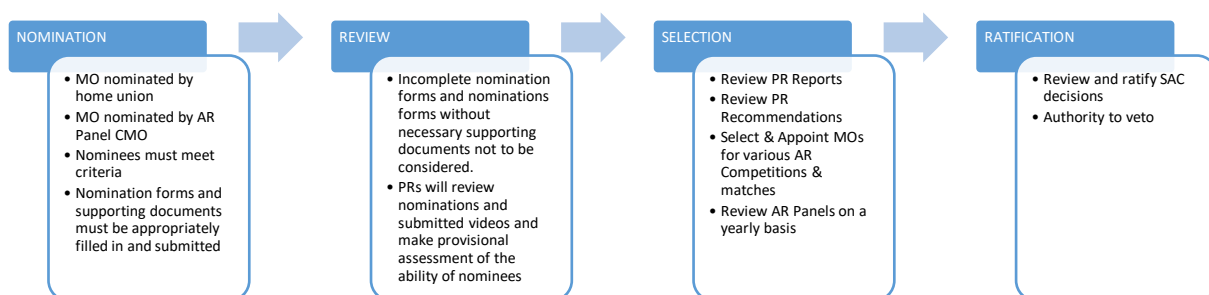 NOMINATION
• MO nominated by
home union
• MO nominated by AR
Panel CMO
• Nominees must meet
criteria
• Nomination forms and
supporting documents
must be appropriately
filled in and submitted
REVIEW
• Incomplete nomination
forms and nominations
forms without
necessary supporting
documents not to be
considered.
• PRs will review
nominations and
submitted videos and
make provisional
assessment of the
ability of nominees
SELECTION
• Review PR Reports
• Review PR
Recommendations
• Select & Appoint MOs
for various AR
Competitions &
matches
• Review AR Panels on a
yearly basis
RATIFICATION
• Review and ratify SAC
decisions
• Authority to veto